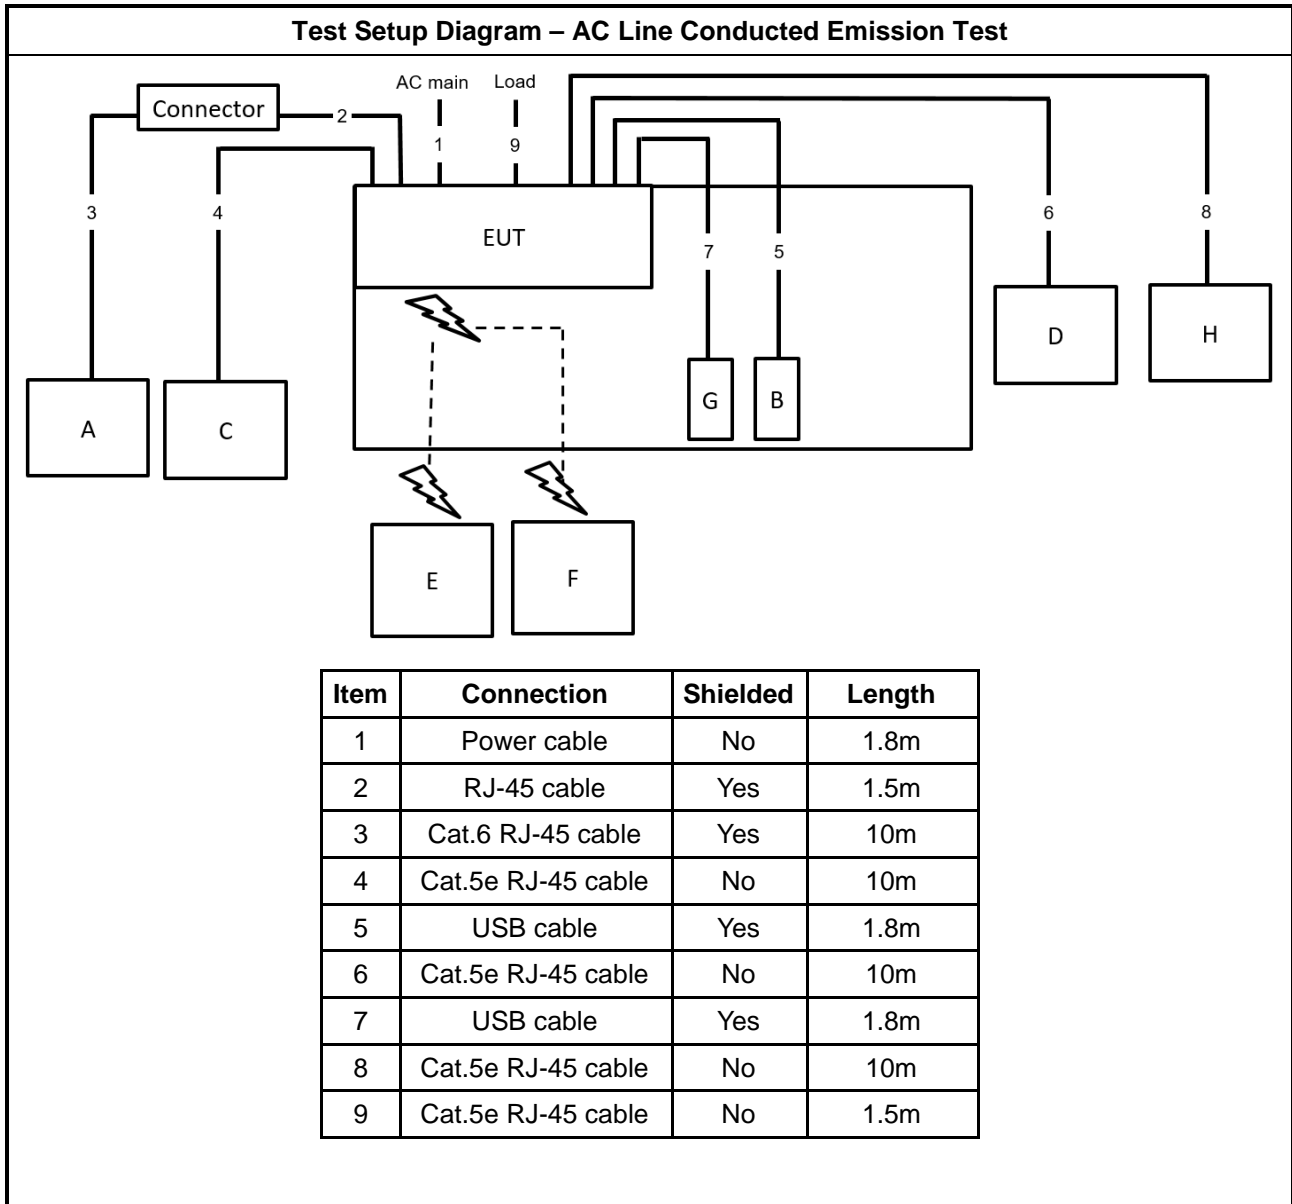 Test Setup Diagram – AC Line Conducted Emission Test
AC main Load
Connector
2
1
9
3
4
6
8
EUT
7
5
D
H
G
B
A
C
E
F
Item Connection Shielded Length
1 Power cable No 1.8m
2 RJ-45 cable Yes 1.5m
3 Cat.6 RJ-45 cable Yes 10m
4 Cat.5e RJ-45 cable No 10m
5 USB cable Yes 1.8m
6 Cat.5e RJ-45 cable No 10m
7 USB cable Yes 1.8m
8 Cat.5e RJ-45 cable No 10m
9 Cat.5e RJ-45 cable No 1.5m